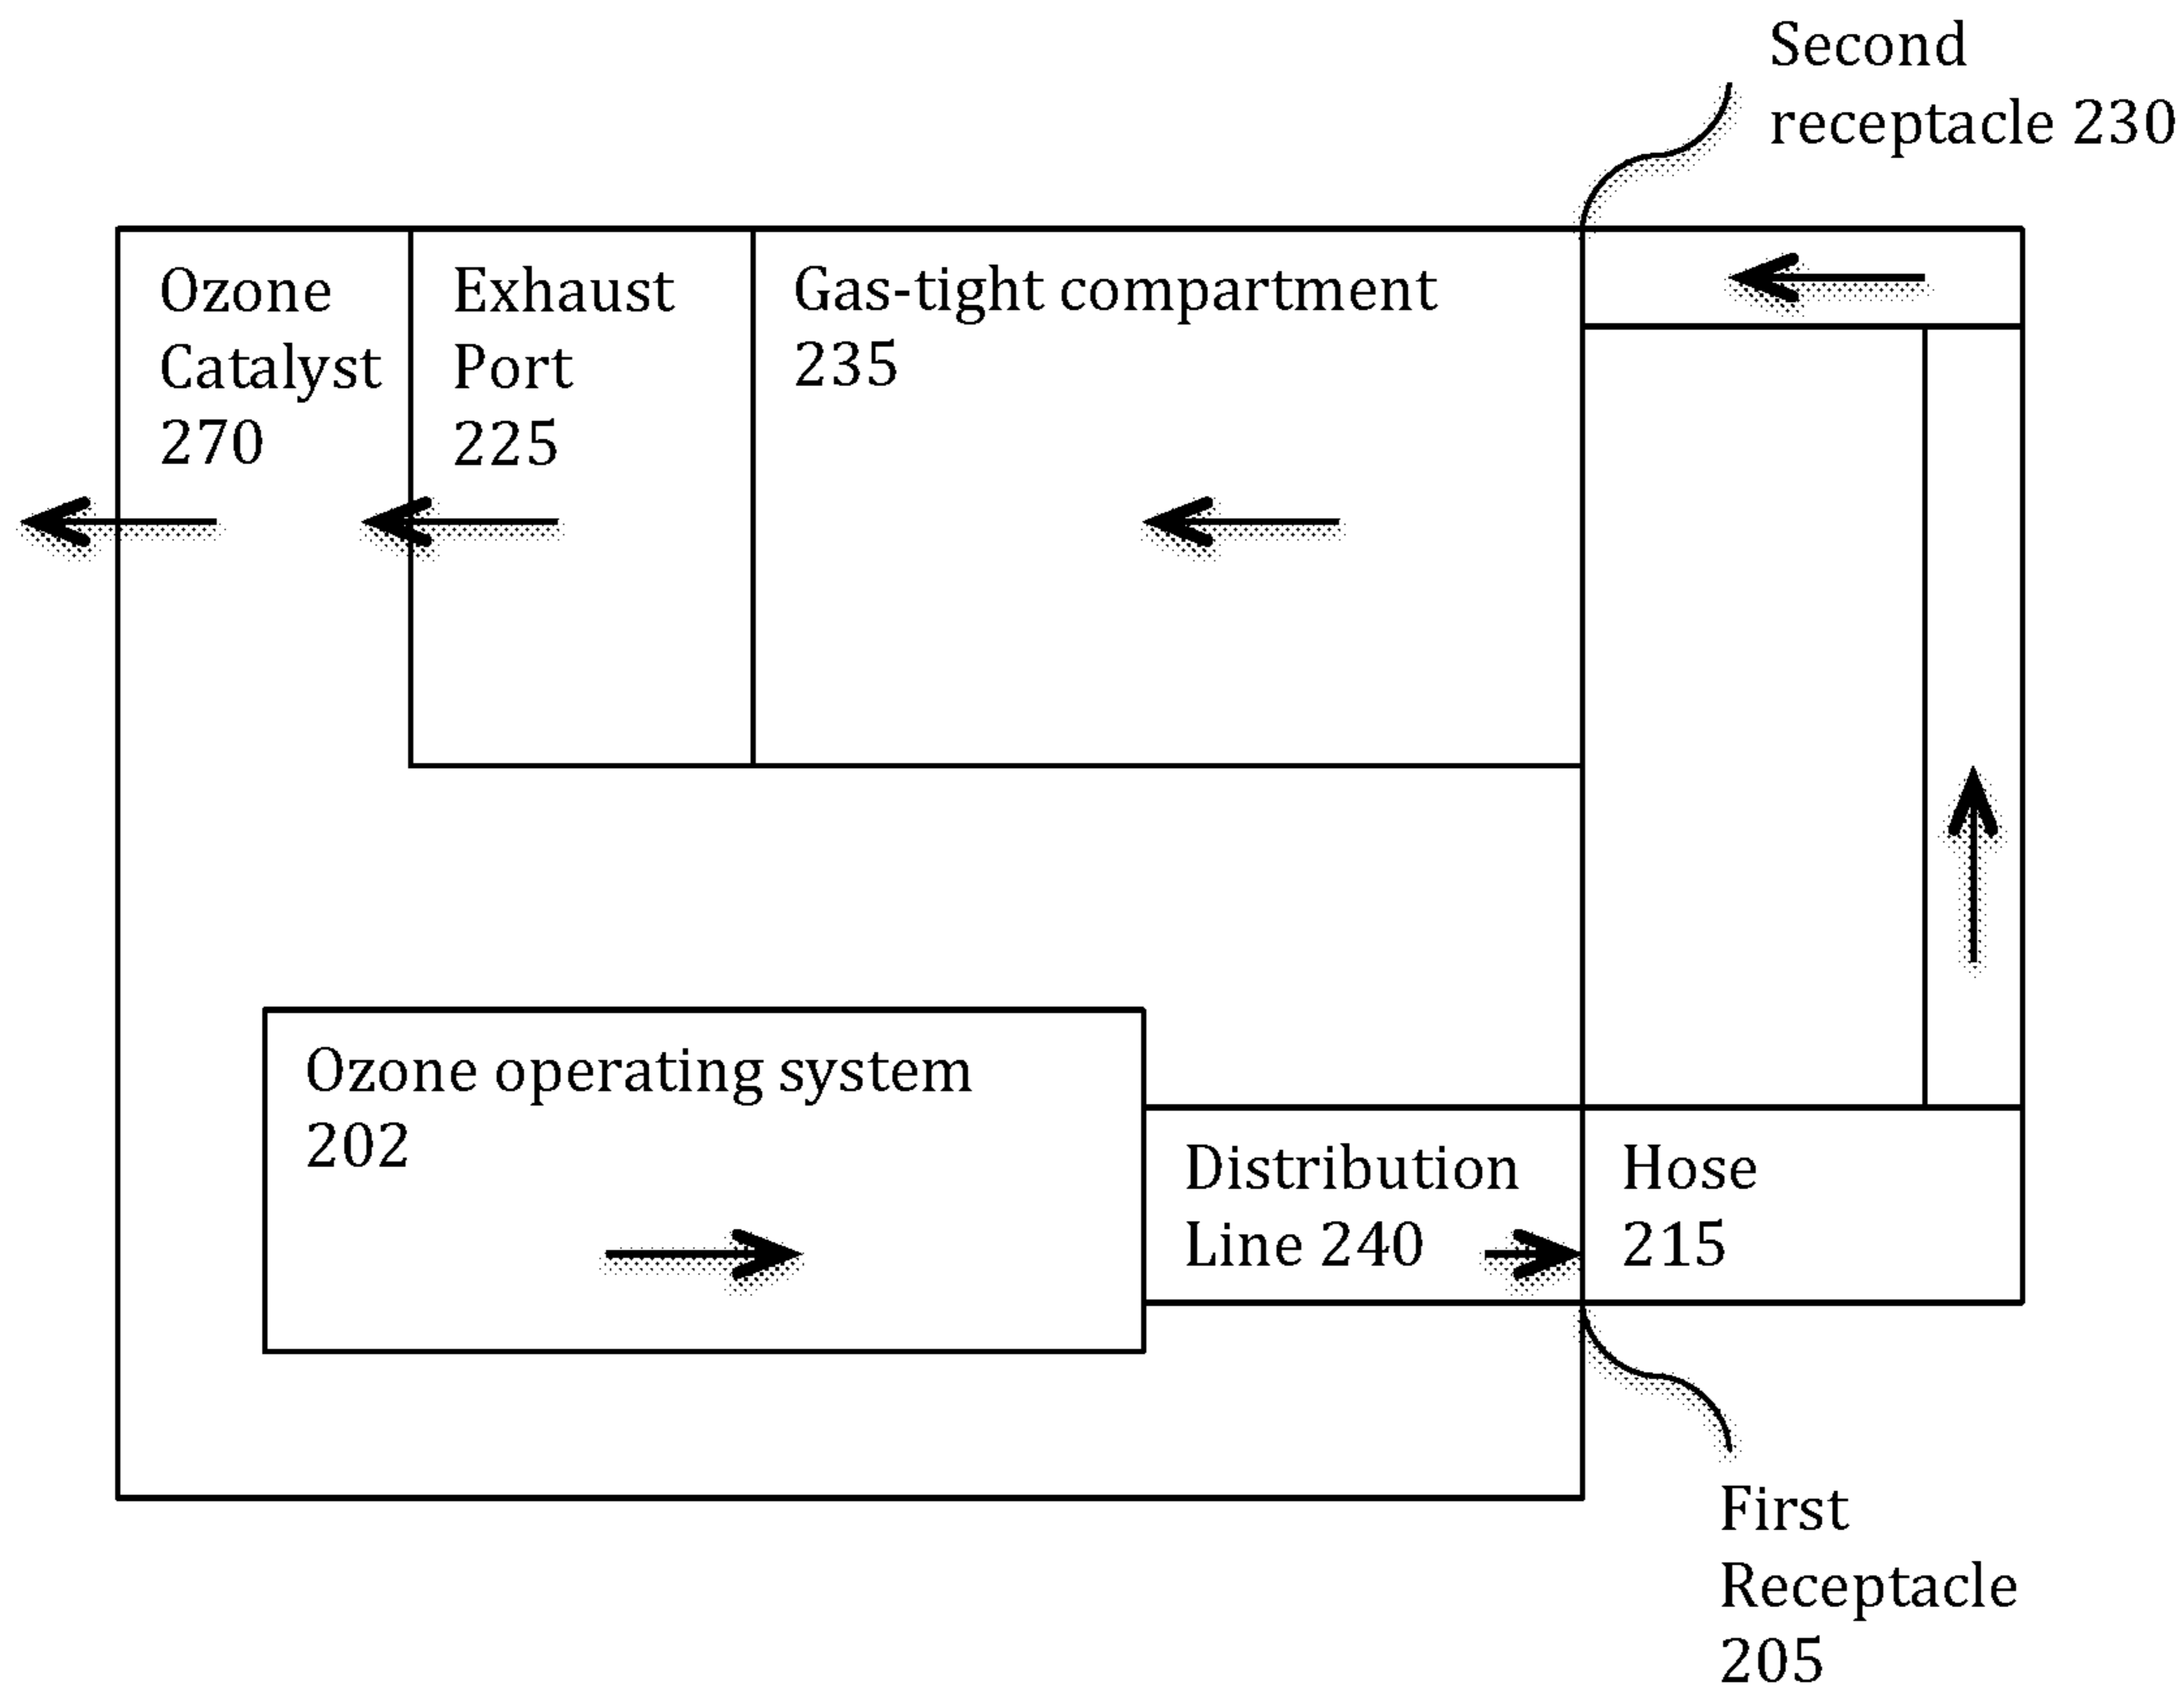 Second
receptacle 230
Ozone
Catalyst
270
Exhaust
Port
225
Gas-tight compartment
235
Ozone operating system
202
Distribution
Line 240
Hose
215
First
Receptacle
205